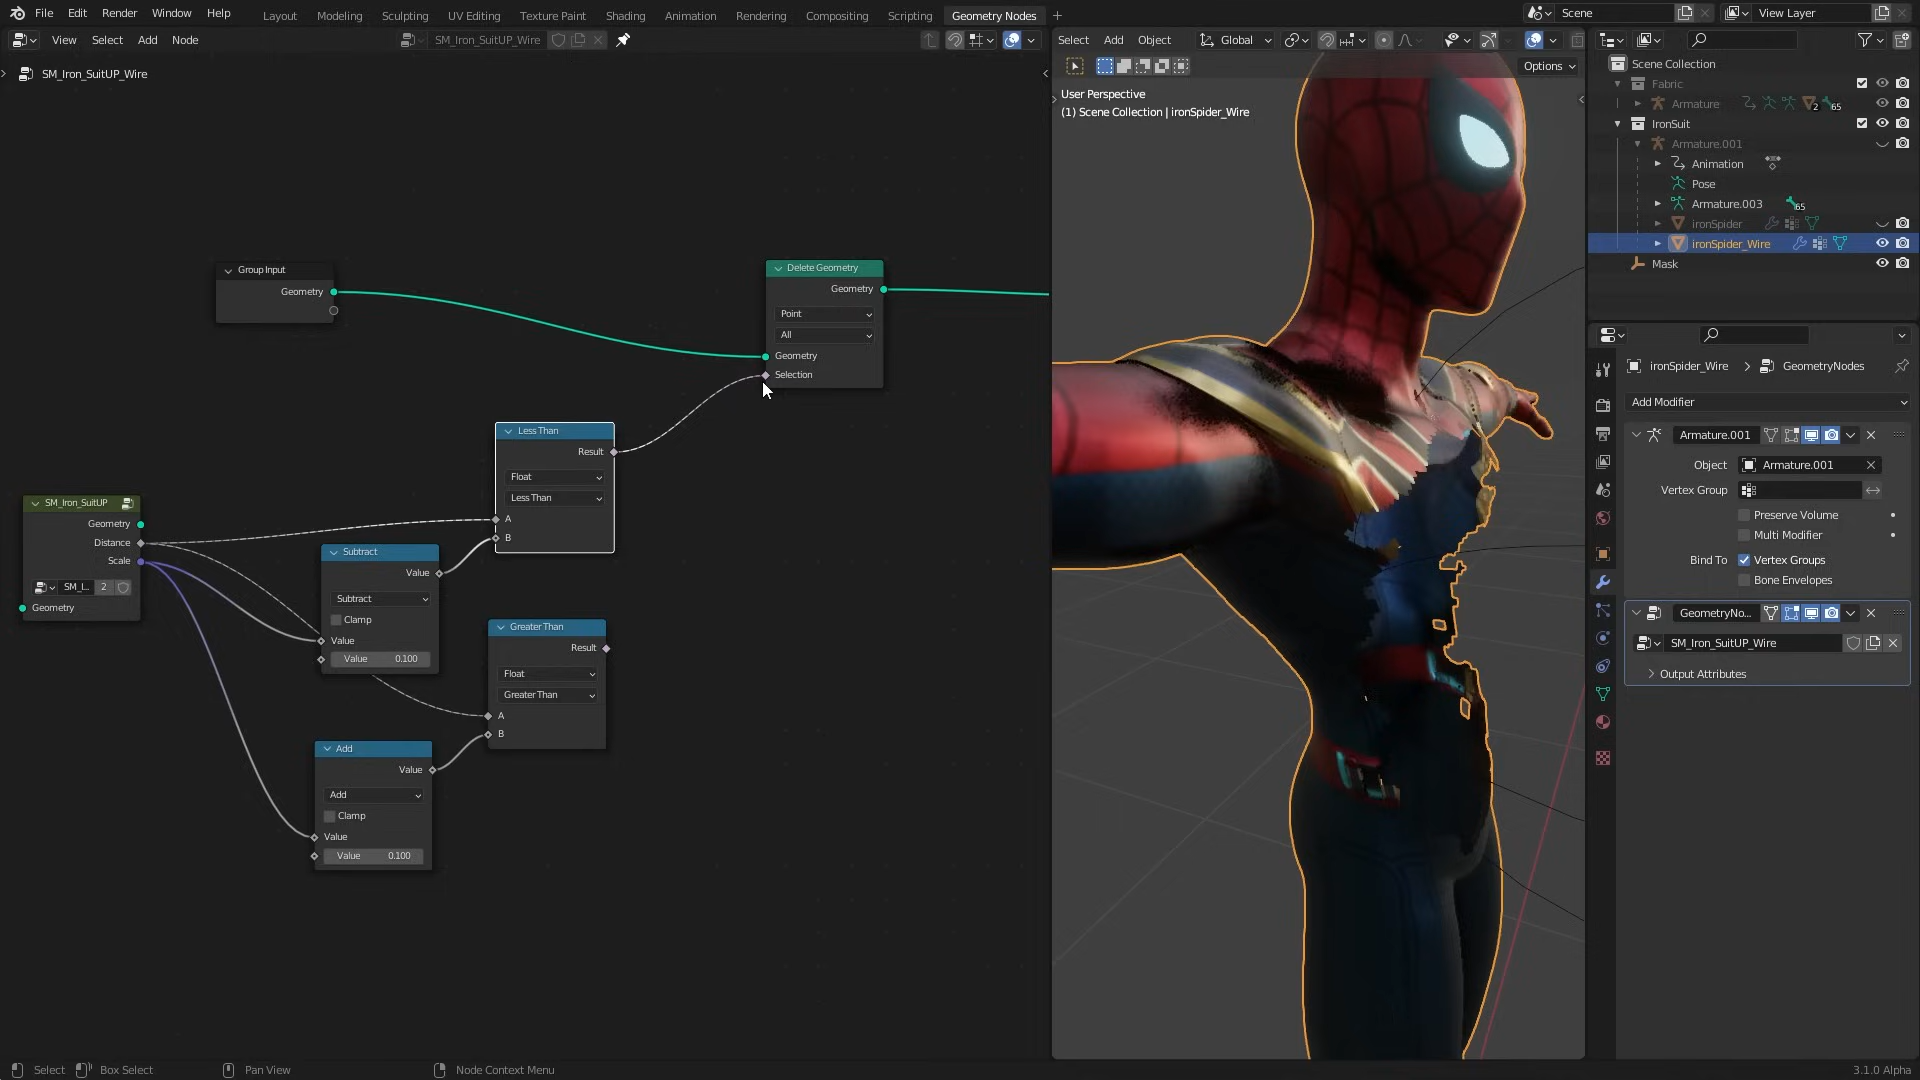 File Edit Render Window Help
Layout Modeling Sculpting UV Editing Texture Paint Shading Animation Rendering Compositing Scripting Geometry Nodes
Scene
View Layer
View Select Add Node
SM_Iron_SuitUP_Wire
SM_Iron_SuitUP_Wire
Select Add Object
Global
Options
User Perspective
(1) Scene Collection | ironSpider_Wire
Group Input
Geometry
Delete Geometry
Geometry
Point
All
Geometry
Selection
Less Than
Result
Float
Less Than
A
B
SM_Iron_SuitUP
Geometry
Distance
Scale
SM_I... 2
Geometry
Subtract
Value
Subtract
Clamp
Value
Value 0.100
Greater Than
Result
Float
Greater Than
A
B
Add
Value
Add
Clamp
Value
Value 0.100
Scene Collection
Fabric
Armature 2 65
IronSuit
Armature.001
Animation
Pose
Armature.003 65
ironSpider
ironSpider_Wire
Mask
ironSpider_Wire > GeometryNodes
Add Modifier
Armature.001
Object Armature.001
Vertex Group
Preserve Volume
Multi Modifier
Bind To Vertex Groups
Bone Envelopes
GeometryNo...
SM_Iron_SuitUP_Wire
Output Attributes
Select Box Select Pan View Node Context Menu
3.1.0 Alpha